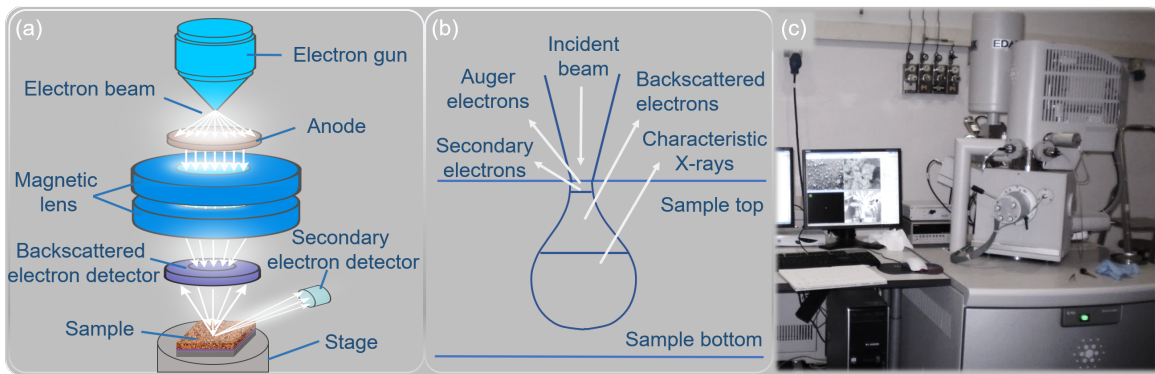 (a)
Electron gun
Electron beam
Anode
Magnetic
lens
Backscattered
electron detector
Secondary
electron detector
Sample
Stage
(b)
Incident
beam
Auger
electrons
Backscattered
electrons
Secondary
electrons
Characteristic
X-rays
Sample top
Sample bottom
(c)
EDA